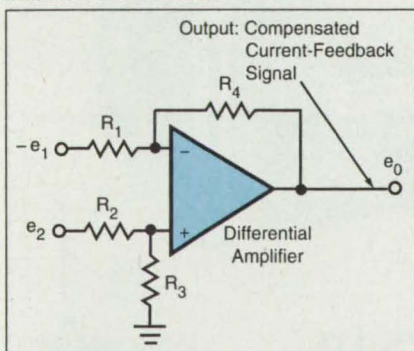 Output: Compensated
Current-Feedback
Signal
R4
R1
-e1
e0
R2
e2
Differential
Amplifier
R3
-
+